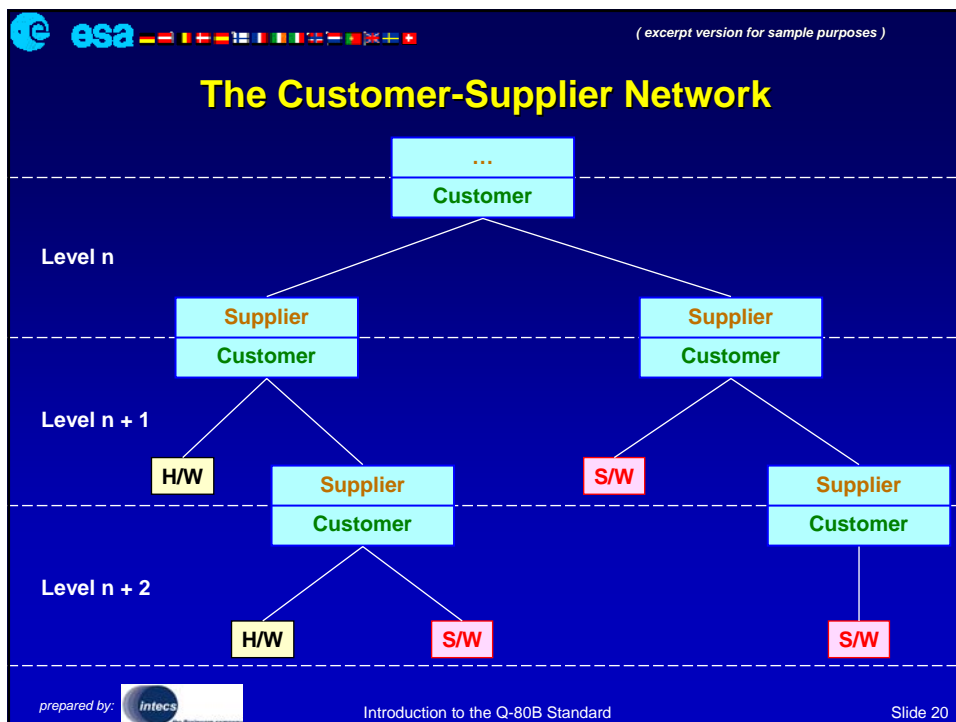 esa
( excerpt version for sample purposes )
The Customer-Supplier Network
...
Customer
Level n
Supplier
Supplier
Customer
Customer
Level n + 1
H/W
S/W
Supplier
Supplier
Customer
Customer
Level n + 2
H/W
S/W
S/W
prepared by:
intecs
Introduction to the Q-80B Standard
Slide 20